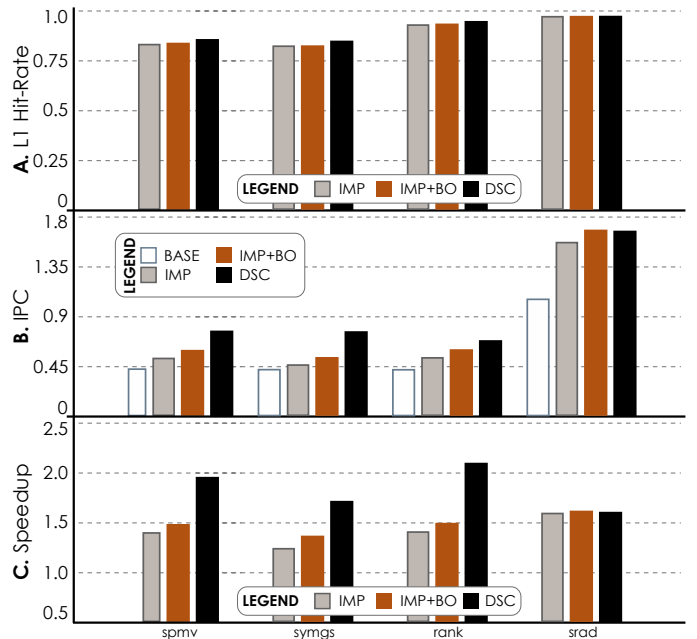 A. L1 Hit-Rate
1.0
0.75
0.5
0.25
0
LEGEND IMP IMP+BO DSC
B. IPC
1.8
1.35
0.9
0.45
0
LEGEND
BASE IMP+BO
IMP DSC
C. Speedup
2.5
2.0
1.5
1.0
0.5
LEGEND IMP IMP+BO DSC
spmv symgs rank srad